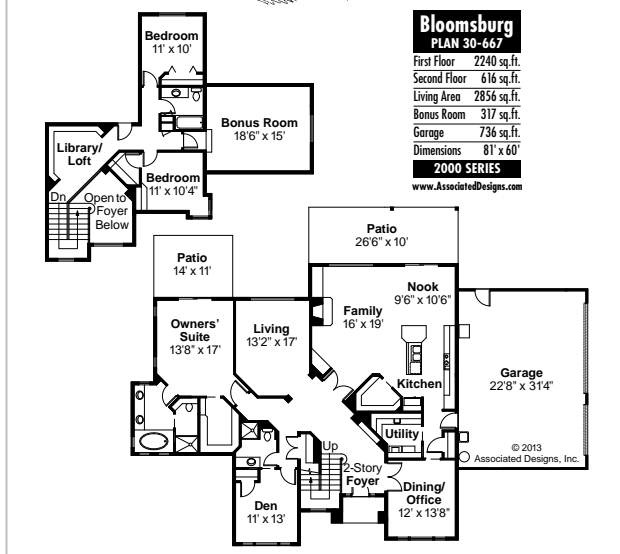 Bloomsburg
PLAN 30-667
First Floor 2240 sq.ft.
Second Floor 616 sq.ft.
Living Area 2856 sq.ft.
Bonus Room 317 sq.ft.
Garage 736 sq.ft.
Dimensions 81' x 60'
2000 SERIES
www.AssociatedDesigns.com
Bedroom
11' x 10'
Bonus Room
18'6" x 15'
Library/
Loft
Bedroom
11' x 10'4"
Dn
Open to
Foyer
Below
Patio
14' x 11'
Patio
26'6" x 10'
Nook
9'6" x 10'6"
Family
16' x 19'
Owners'
Suite
13'8" x 17'
Living
13'2" x 17'
Kitchen
Garage
22'8" x 31'4"
Utility
© 2013
Associated Designs, Inc.
Up
2-Story
Foyer
Dining/
Office
12' x 13'8"
Den
11' x 13'